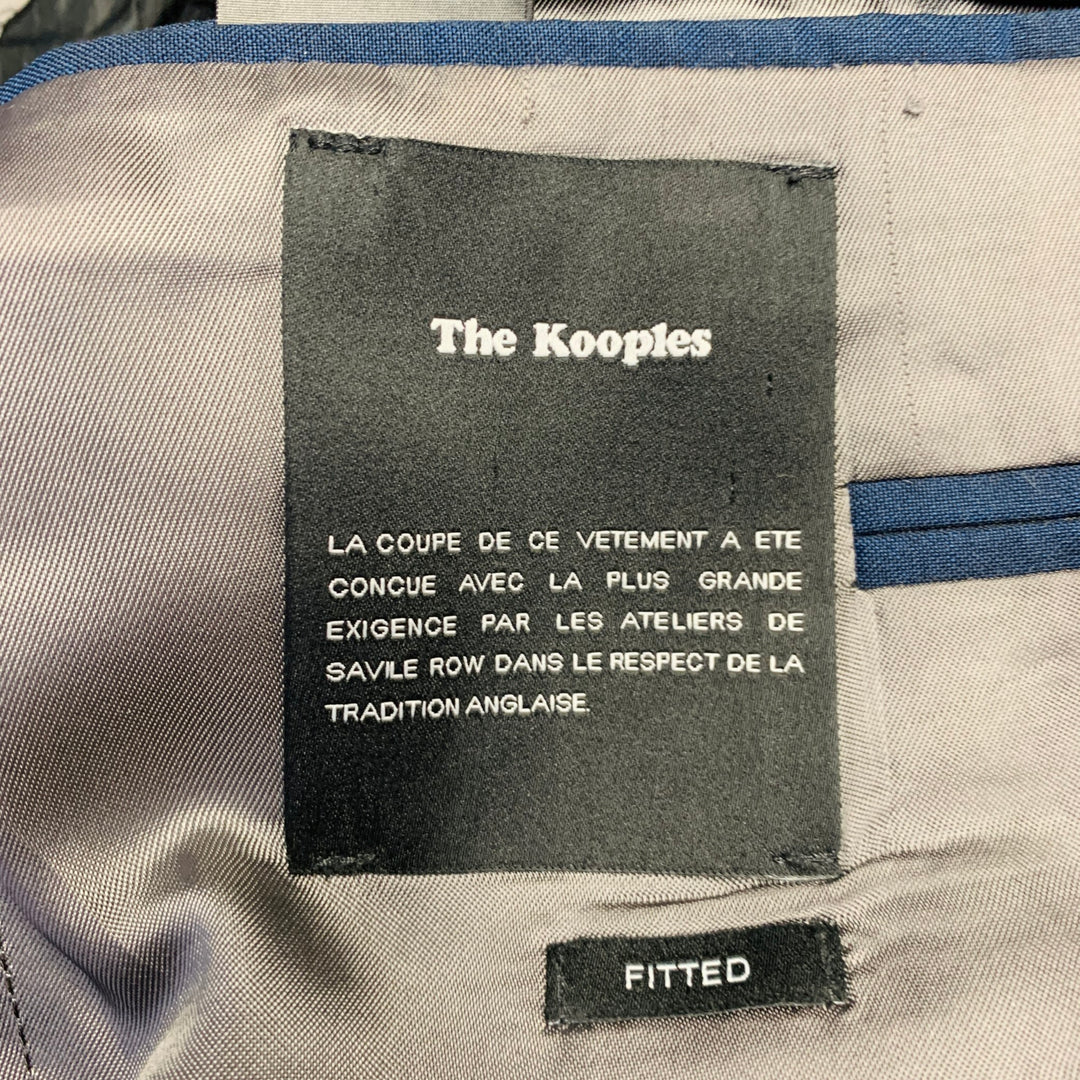 The Kooples
LA COUPE DE CE VETEMENT A ETE
CONCUE AVEC LA PLUS GRANDE
EXIGENCE PAR LES ATELIERS DE
SAVILE ROW DANS LE RESPECT DE LA
TRADITION ANGLAISE.
FITTED